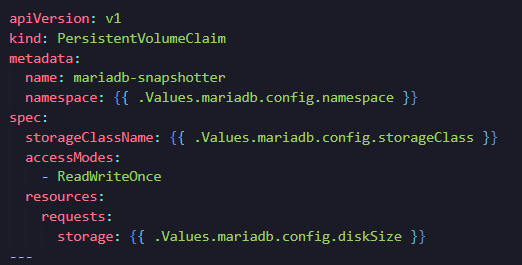 apiVersion: v1
kind: PersistentVolumeClaim
metadata:
  name: mariadb-snapshotter
  namespace: {{ .Values.mariadb.config.namespace }}
spec:
  storageClassName: {{ .Values.mariadb.config.storageClass }}
  accessModes:
    - ReadWriteOnce
  resources:
    requests:
      storage: {{ .Values.mariadb.config.diskSize }}
---